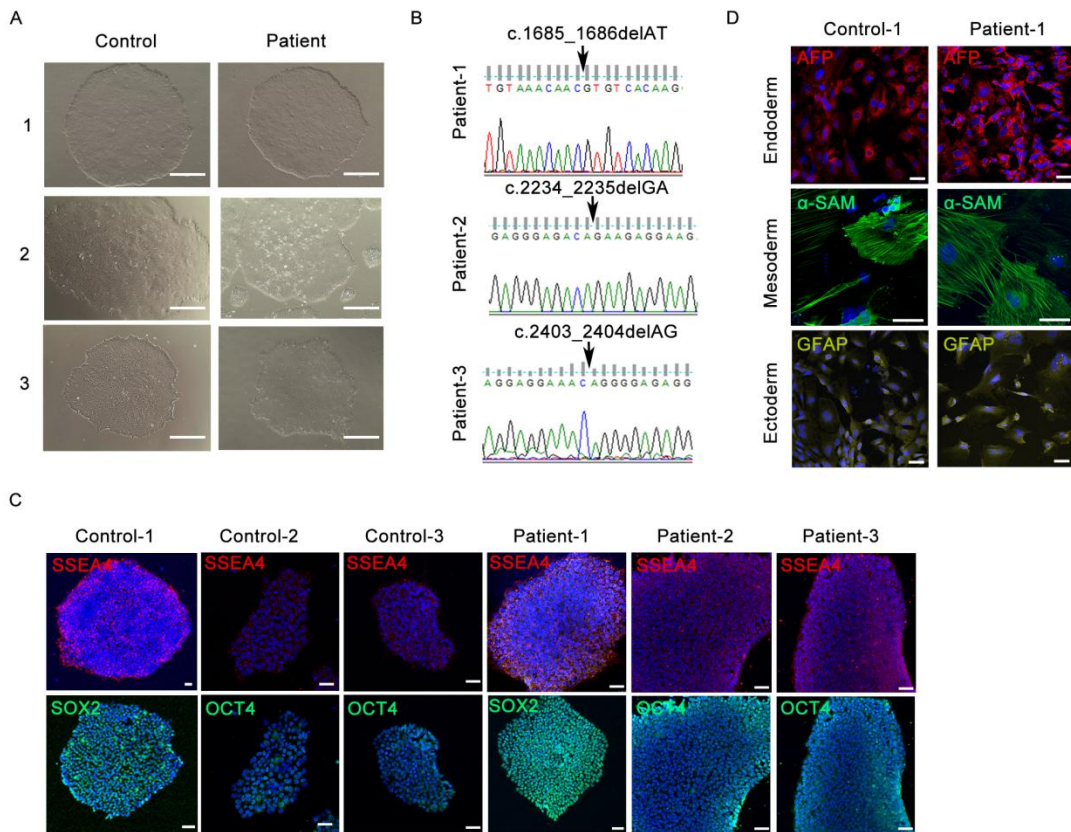 A
Control Patient
1
2
3
B
c.1685_1686delAT
Patient-1
TGTAAACAACGTGTCACAAG
c.2234_2235delGA
Patient-2
GAGGGAGACAGAAGAGGAAG
c.2403_2404delAG
Patient-3
AGGAGGAAACAGGGGAGAGG
D
Control-1 Patient-1
Endoderm
AFP AFP
Mesoderm
α-SAM α-SAM
Ectoderm
GFAP GFAP
C
Control-1 Control-2 Control-3 Patient-1 Patient-2 Patient-3
SSEA4 SSEA4 SSEA4 SSEA4 SSEA4 SSEA4
SOX2 OCT4 OCT4 SOX2 OCT4 OCT4